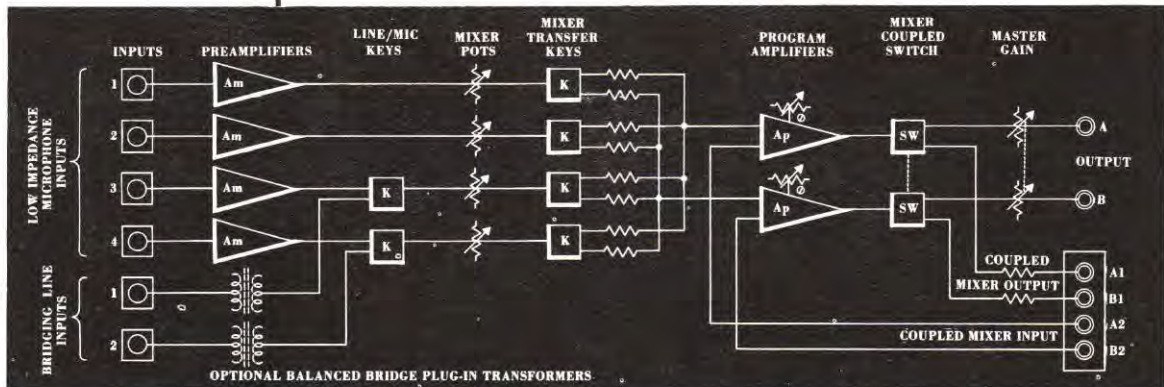 INPUTS
PREAMPLIFIERS
LINE/MIC
KEYS
MIXER
POTS
MIXER
TRANSFER
KEYS
PROGRAM
AMPLIFIERS
MIXER
COUPLED
SWITCH
MASTER
GAIN
LOW IMPEDANCE
MICROPHONE
INPUTS
1
Am
K
Ap
SW
A
2
Am
K
OUTPUT
3
Am
K
K
Ap
SW
B
4
Am
K
K
BRIDGING LINE
INPUTS
1
2
COUPLED
MIXER OUTPUT
COUPLED MIXER INPUT
A1
B1
A2
B2
OPTIONAL BALANCED BRIDGE PLUG-IN TRANSFORMERS